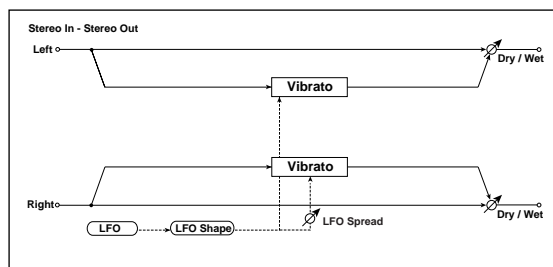 Stereo In - Stereo Out
Left
Dry / Wet
Vibrato
Vibrato
Right
Dry / Wet
LFO
LFO Shape
LFO Spread